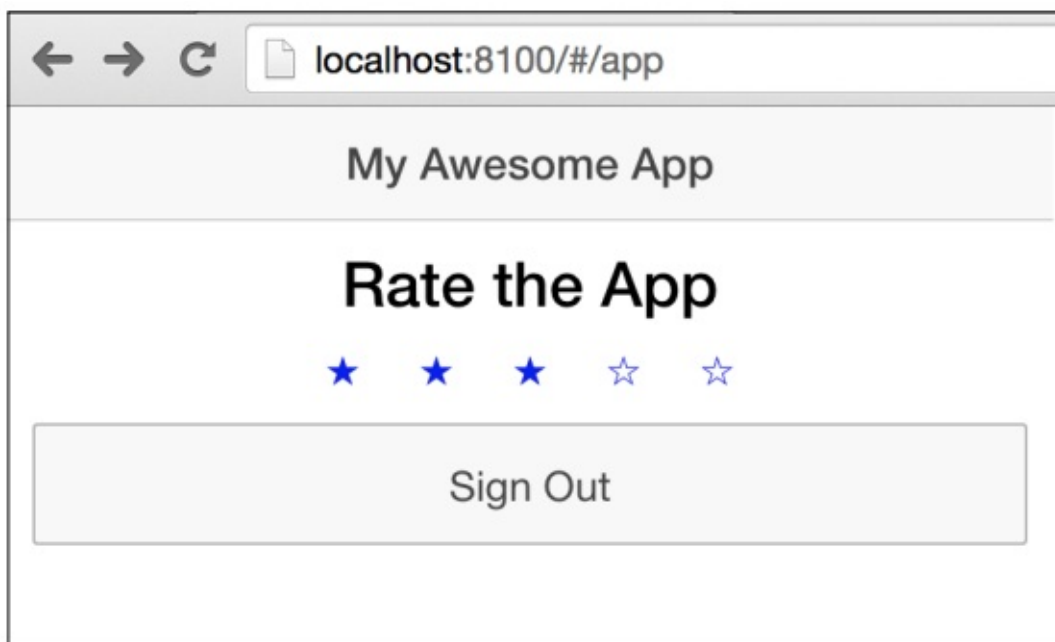 localhost:8100/#/app
My Awesome App
Rate the App
★ ★ ★ ☆ ☆
Sign Out